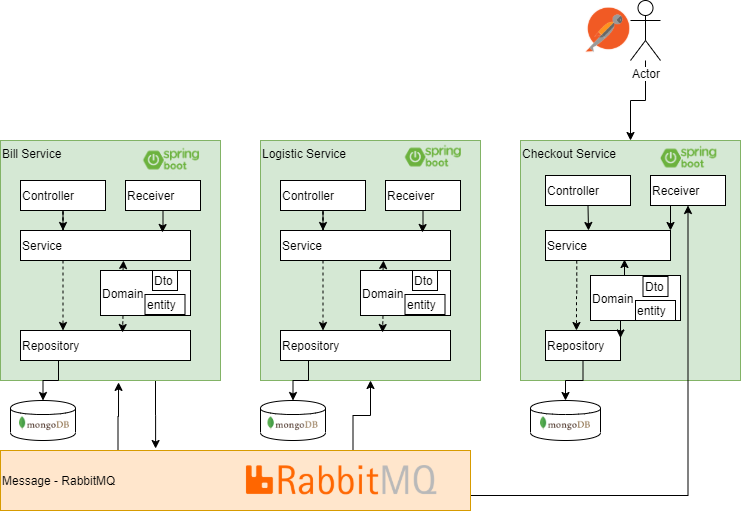 Actor
Bill Service
spring
boot
Logistic Service
spring
boot
Checkout Service
spring
boot
Controller
Receiver
Controller
Receiver
Controller
Receiver
Service
Service
Service
Domain
Dto
entity
Domain
Dto
entity
Domain
Dto
entity
Repository
Repository
Repository
mongoDB
mongoDB
mongoDB
Message - RabbitMQ
RabbitMQ